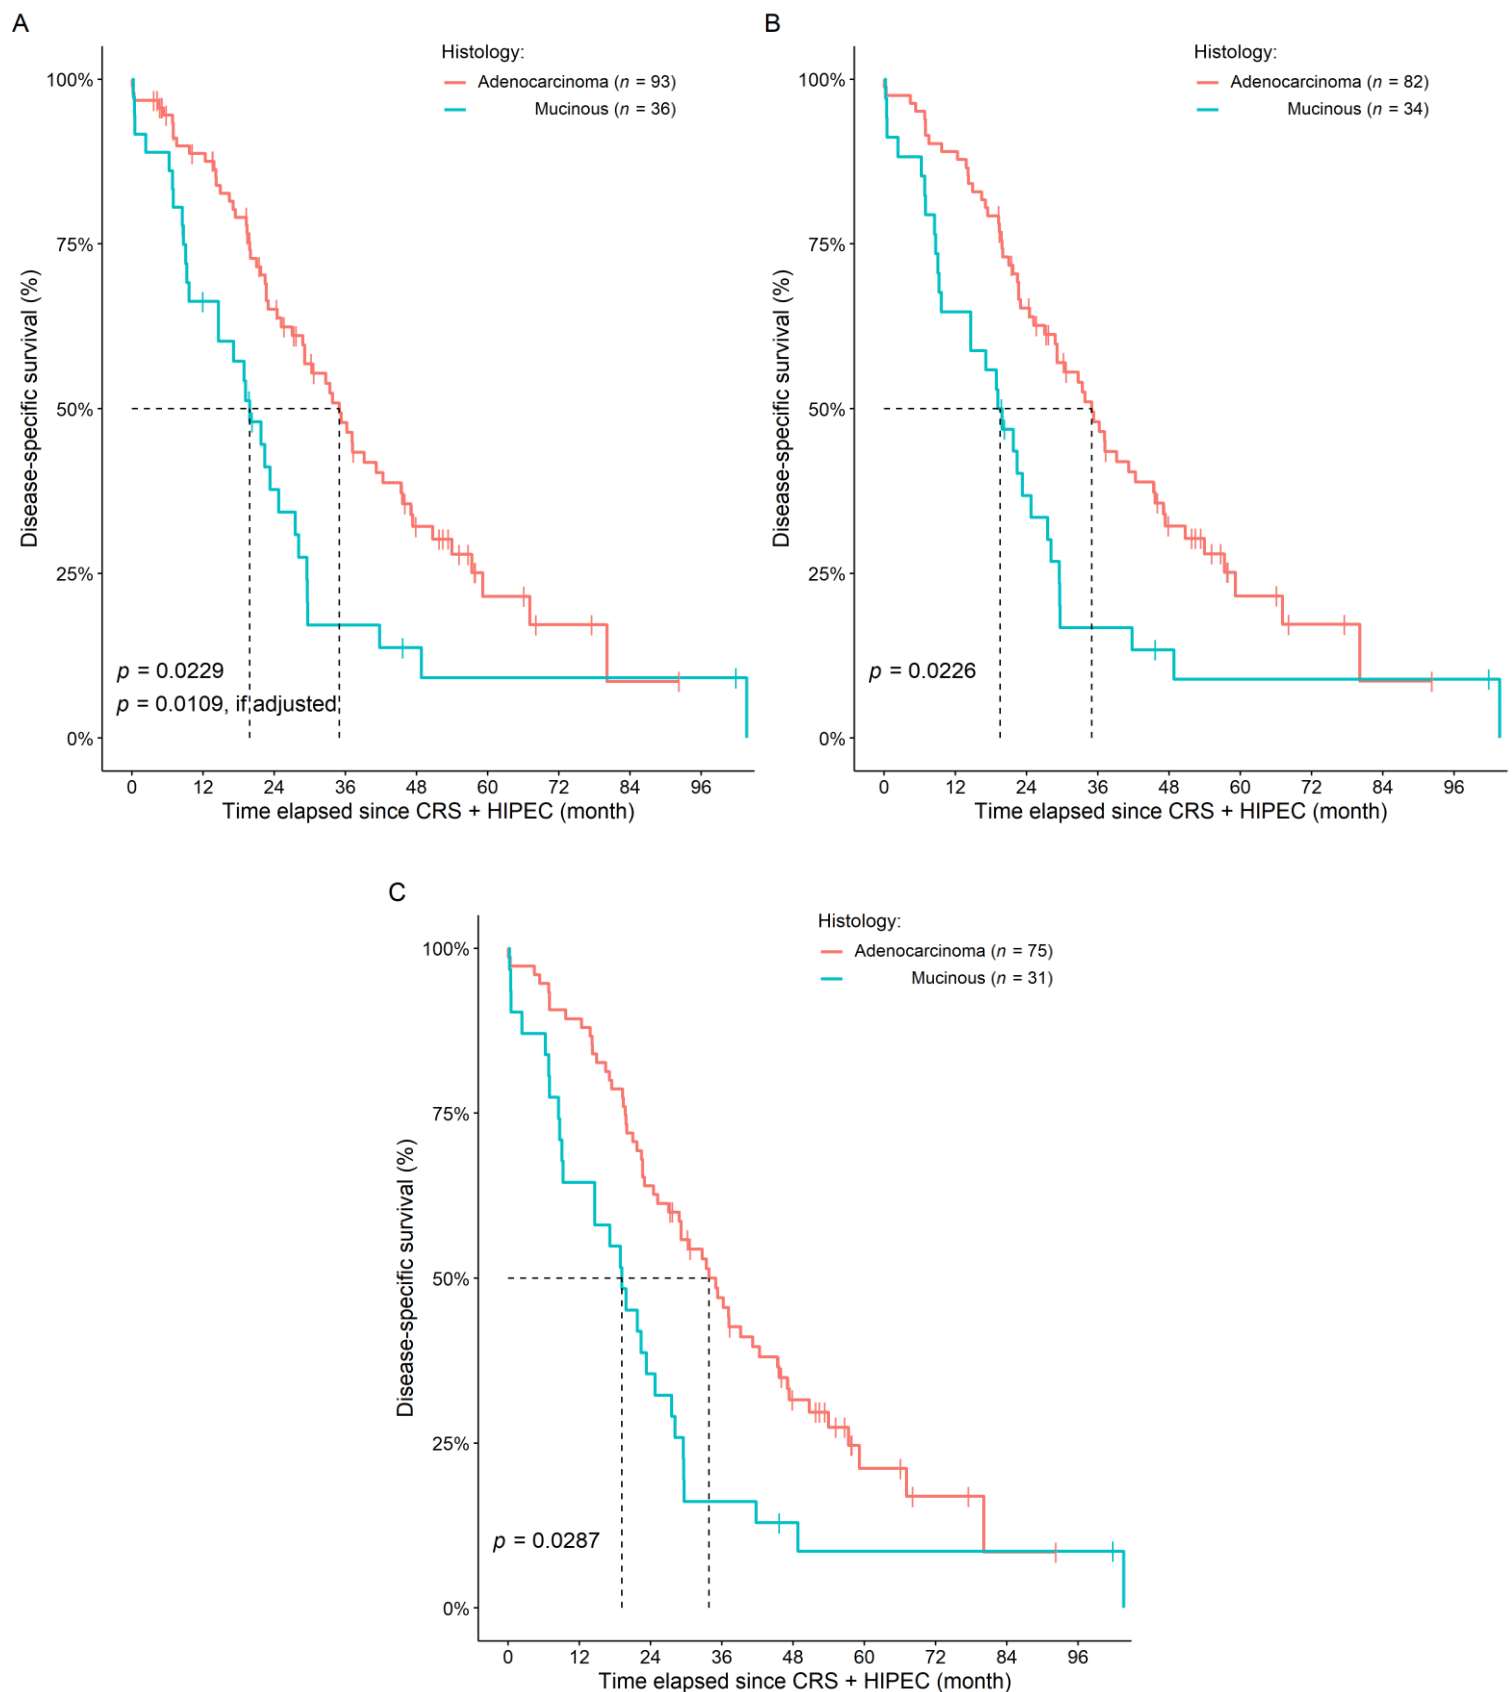 A
Histology:
Adenocarcinoma (n = 93)
Mucinous (n = 36)
Disease-specific survival (%)
100%
75%
50%
25%
0%
p = 0.0229
p = 0.0109, if adjusted
0 12 24 36 48 60 72 84 96
Time elapsed since CRS + HIPEC (month)
B
Histology:
Adenocarcinoma (n = 82)
Mucinous (n = 34)
Disease-specific survival (%)
100%
75%
50%
25%
0%
p = 0.0226
0 12 24 36 48 60 72 84 96
Time elapsed since CRS + HIPEC (month)
C
Histology:
Adenocarcinoma (n = 75)
Mucinous (n = 31)
Disease-specific survival (%)
100%
75%
50%
25%
0%
p = 0.0287
0 12 24 36 48 60 72 84 96
Time elapsed since CRS + HIPEC (month)